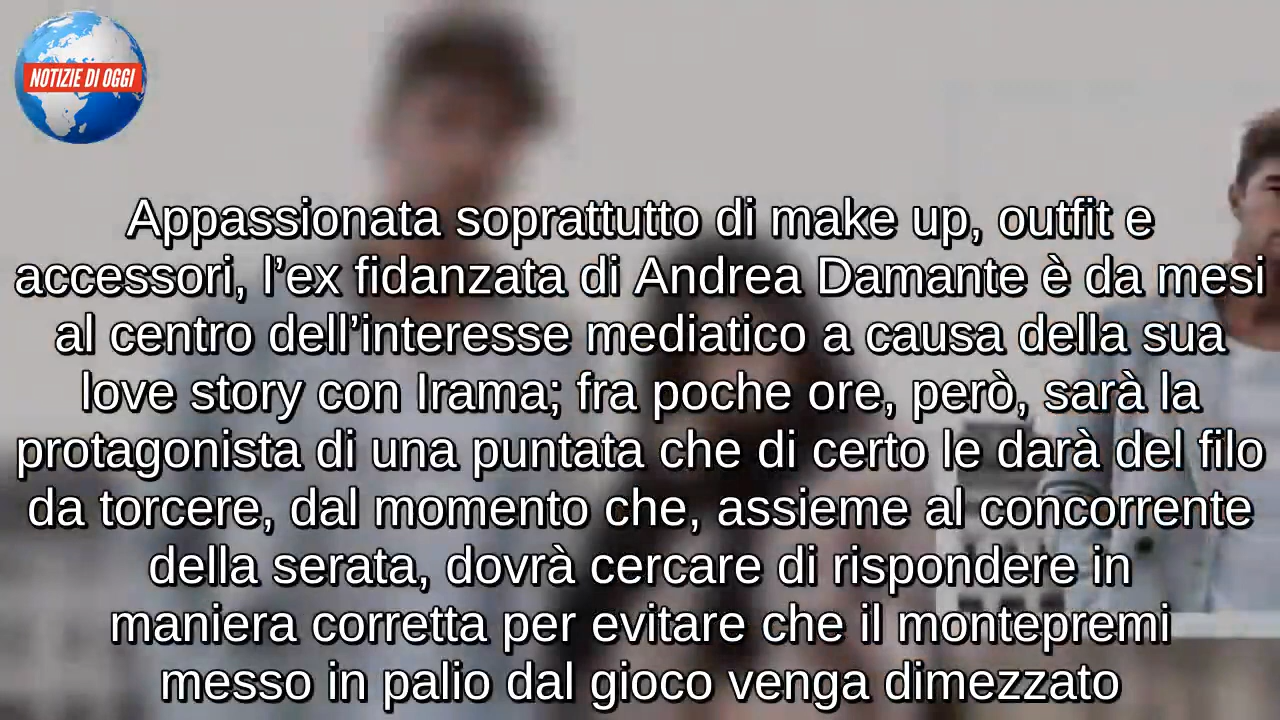 NOTIZIE DI OGGI
Appassionata soprattutto di make up, outfit e
accessori, l’ex fidanzata di Andrea Damante è da mesi
al centro dell’interesse mediatico a causa della sua
love story con Irama; fra poche ore, però, sarà la
protagonista di una puntata che di certo le darà del filo
da torcere, dal momento che, assieme al concorrente
della serata, dovrà cercare di rispondere in
maniera corretta per evitare che il montepremi
messo in palio dal gioco venga dimezzato